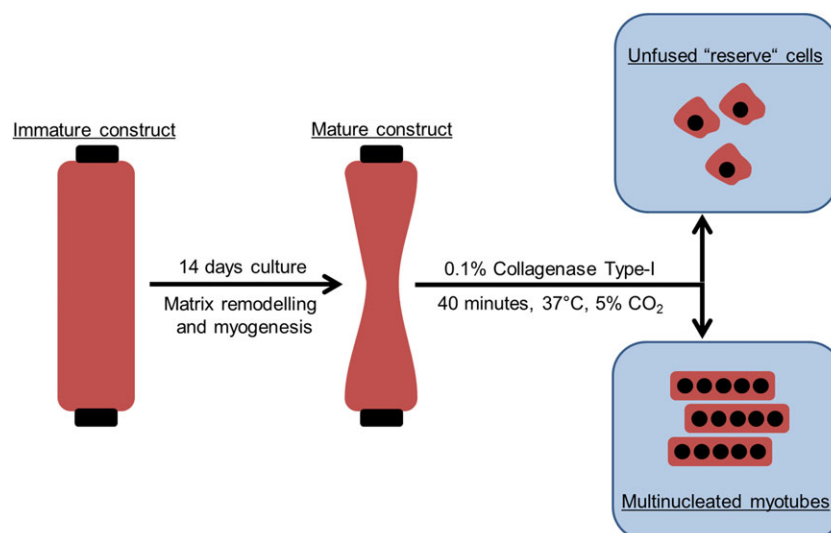 Unfused “reserve“ cells
Immature construct
Mature construct
14 days culture
Matrix remodelling
and myogenesis
0.1% Collagenase Type-I
40 minutes, 37°C, 5% CO₂
Multinucleated myotubes